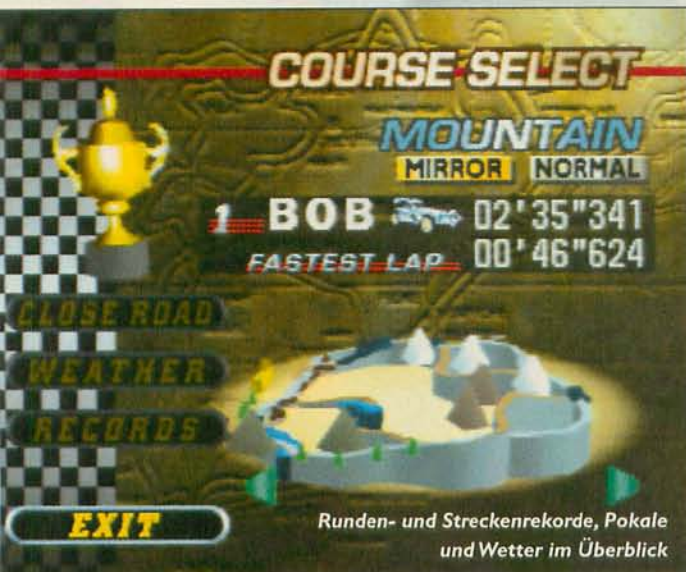 COURSE SELECT
MOUNTAIN
MIRROR NORMAL
1 BOB 02'35"341
FASTEST LAP 00'46"624
CLOSE ROAD
WEATHER
RECORDS
EXIT
Runden- und Streckenrekorde, Pokale
und Wetter im Überblick